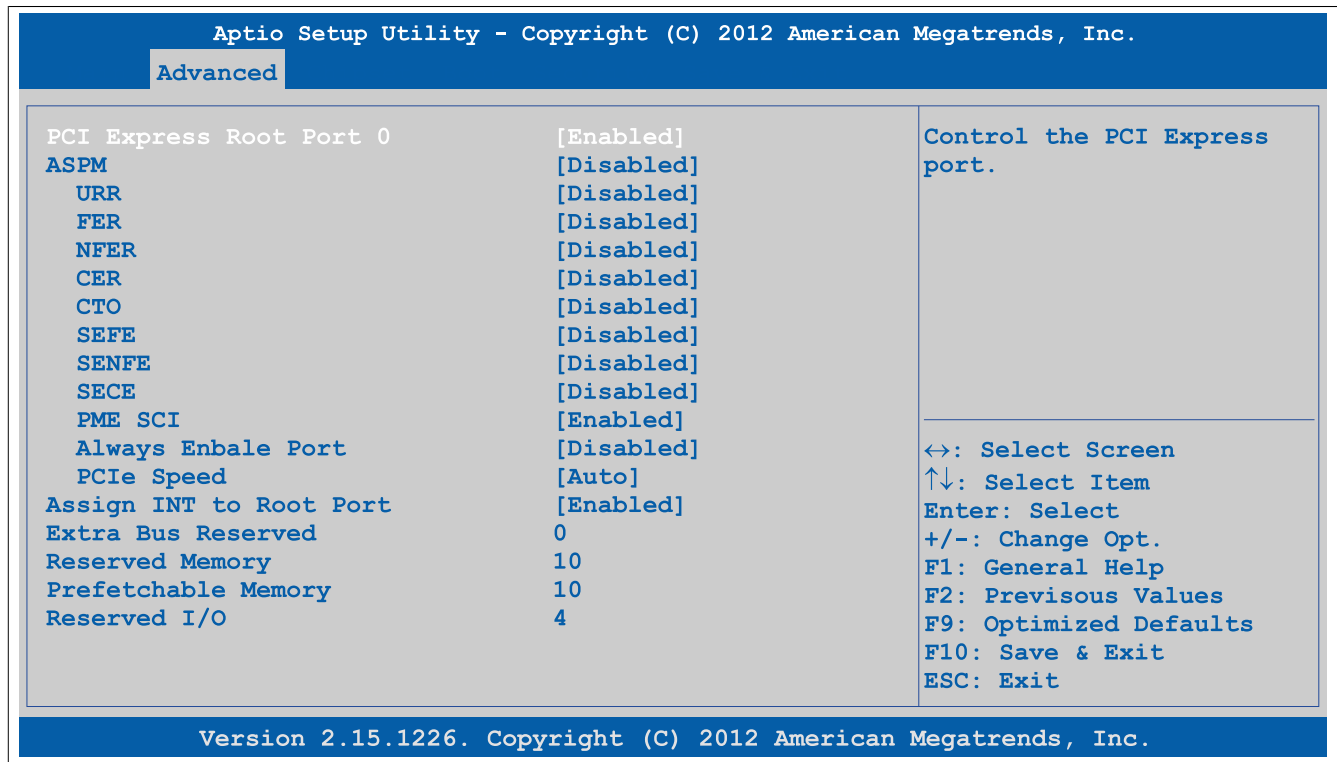 Aptio Setup Utility - Copyright (C) 2012 American Megatrends, Inc.
Advanced
PCI Express Root Port 0 [Enabled]
ASPM [Disabled]
URR [Disabled]
FER [Disabled]
NFER [Disabled]
CER [Disabled]
CTO [Disabled]
SEFE [Disabled]
SENFE [Disabled]
SECE [Disabled]
PME SCI [Enabled]
Always Enbale Port [Disabled]
PCIe Speed [Auto]
Assign INT to Root Port [Enabled]
Extra Bus Reserved 0
Reserved Memory 10
Prefetchable Memory 10
Reserved I/O 4
Control the PCI Express
port.
↔: Select Screen
↑↓: Select Item
Enter: Select
+/-: Change Opt.
F1: General Help
F2: Previsous Values
F9: Optimized Defaults
F10: Save & Exit
ESC: Exit
Version 2.15.1226. Copyright (C) 2012 American Megatrends, Inc.